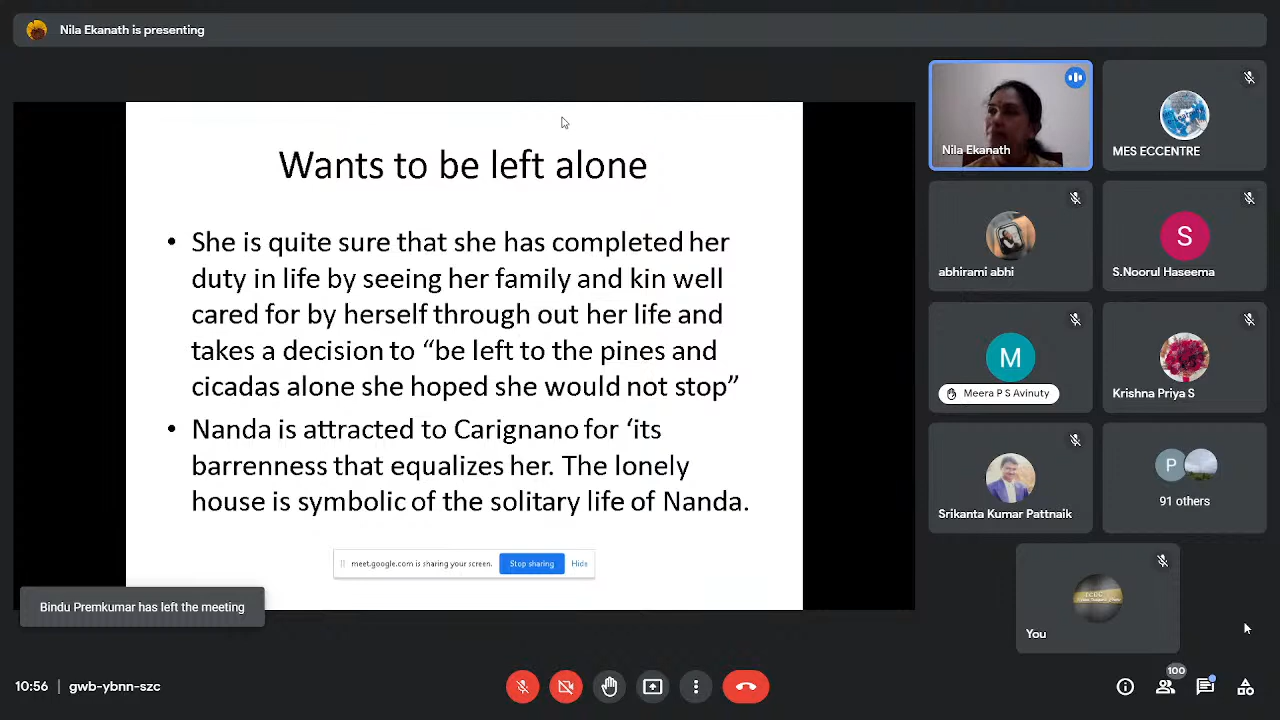 Nila Ekanath is presenting
Wants to be left alone
• She is quite sure that she has completed her
duty in life by seeing her family and kin well
cared for by herself through out her life and
takes a decision to “be left to the pines and
cicadas alone she hoped she would not stop”
• Nanda is attracted to Carignano for ‘its
barrenness that equalizes her. The lonely
house is symbolic of the solitary life of Nanda.
meet.google.com is sharing your screen. Stop sharing Hide
Bindu Premkumar has left the meeting
Nila Ekanath
MES ECCENTRE
abhirami abhi
S
S.Noorul Haseema
M
Meera P S Avinuty
Krishna Priya S
Srikanta Kumar Pattnaik
P
91 others
You
10:56 | gwb-ybnn-szc
100